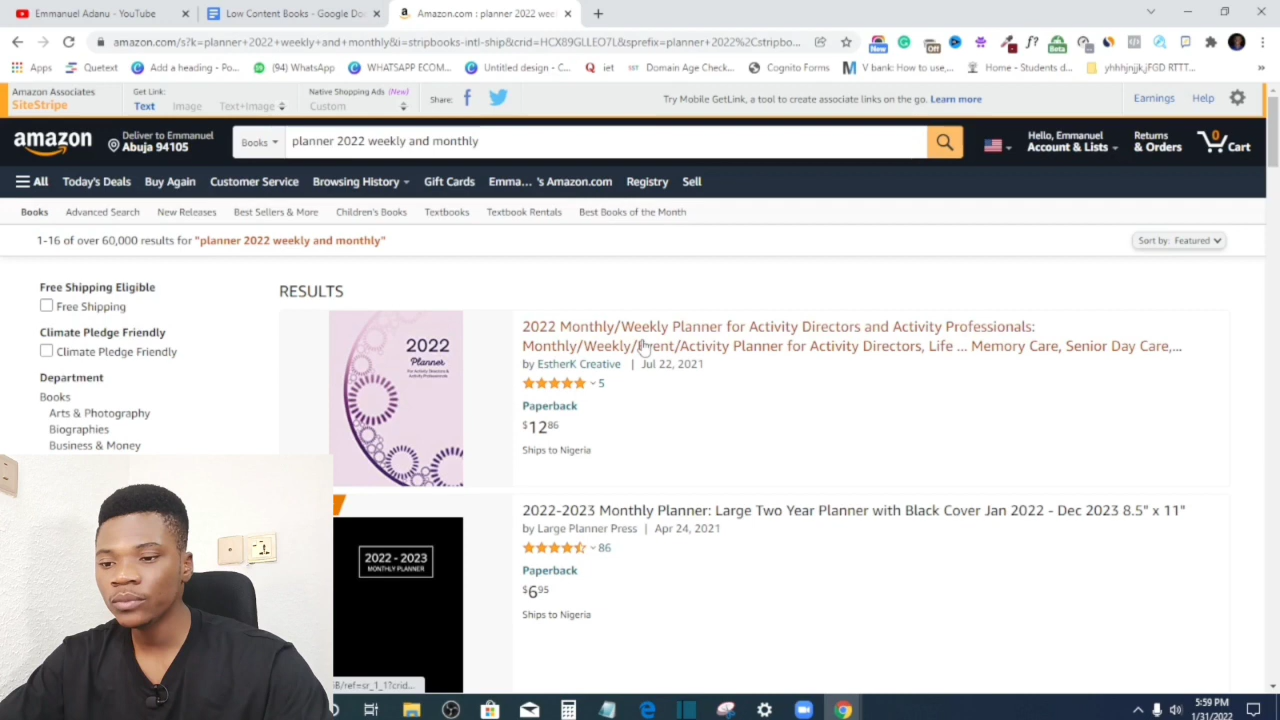 Emmanuel Adanu - YouTube
Low Content Books - Google Do
Amazon.com : planner 2022 wee
amazon.com/s?k=planner+2022+weekly+and+monthly&i=stripbooks-intl-ship&crid=HCX89GLLEO7L&sprefix=planner+2022%2Cstripbo...
Apps
Quetext
Add a heading - Po...
(94) WhatsApp
WHATSAPP ECOM...
Untitled design - C...
iet
Domain Age Check...
Cognito Forms
V bank: How to use,...
Home - Students d...
yhhhjnjjk,jFGD RTTT...
Amazon Associates
SiteStripe
Get Link:
Text
Image
Text+Image
Native Shopping Ads (New)
Custom
Share:
Try Mobile GetLink, a tool to create associate links on the go. Learn more
Earnings
Help
amazon
Deliver to Emmanuel
Abuja 94105
Books
planner 2022 weekly and monthly
Hello, Emmanuel
Account & Lists
Returns
& Orders
0
Cart
All
Today's Deals
Buy Again
Customer Service
Browsing History
Gift Cards
Emma... 's Amazon.com
Registry
Sell
Books
Advanced Search
New Releases
Best Sellers & More
Children's Books
Textbooks
Textbook Rentals
Best Books of the Month
1-16 of over 60,000 results for "planner 2022 weekly and monthly"
Sort by: Featured
Free Shipping Eligible
Free Shipping
Climate Pledge Friendly
Climate Pledge Friendly
Department
Books
Arts & Photography
Biographies
Business & Money
RESULTS
2022
Planner
For Activity Directors &
Activity Professionals
2022 Monthly/Weekly Planner for Activity Directors and Activity Professionals:
Monthly/Weekly/Event/Activity Planner for Activity Directors, Life ... Memory Care, Senior Day Care,...
by EstherK Creative | Jul 22, 2021
5
Paperback
$12 86
Ships to Nigeria
2022 - 2023
MONTHLY PLANNER
2022-2023 Monthly Planner: Large Two Year Planner with Black Cover Jan 2022 - Dec 2023 8.5" x 11"
by Large Planner Press | Apr 24, 2021
86
Paperback
$6 95
Ships to Nigeria
/ref=sr_1_1?crid...
5:59 PM
1/31/2022